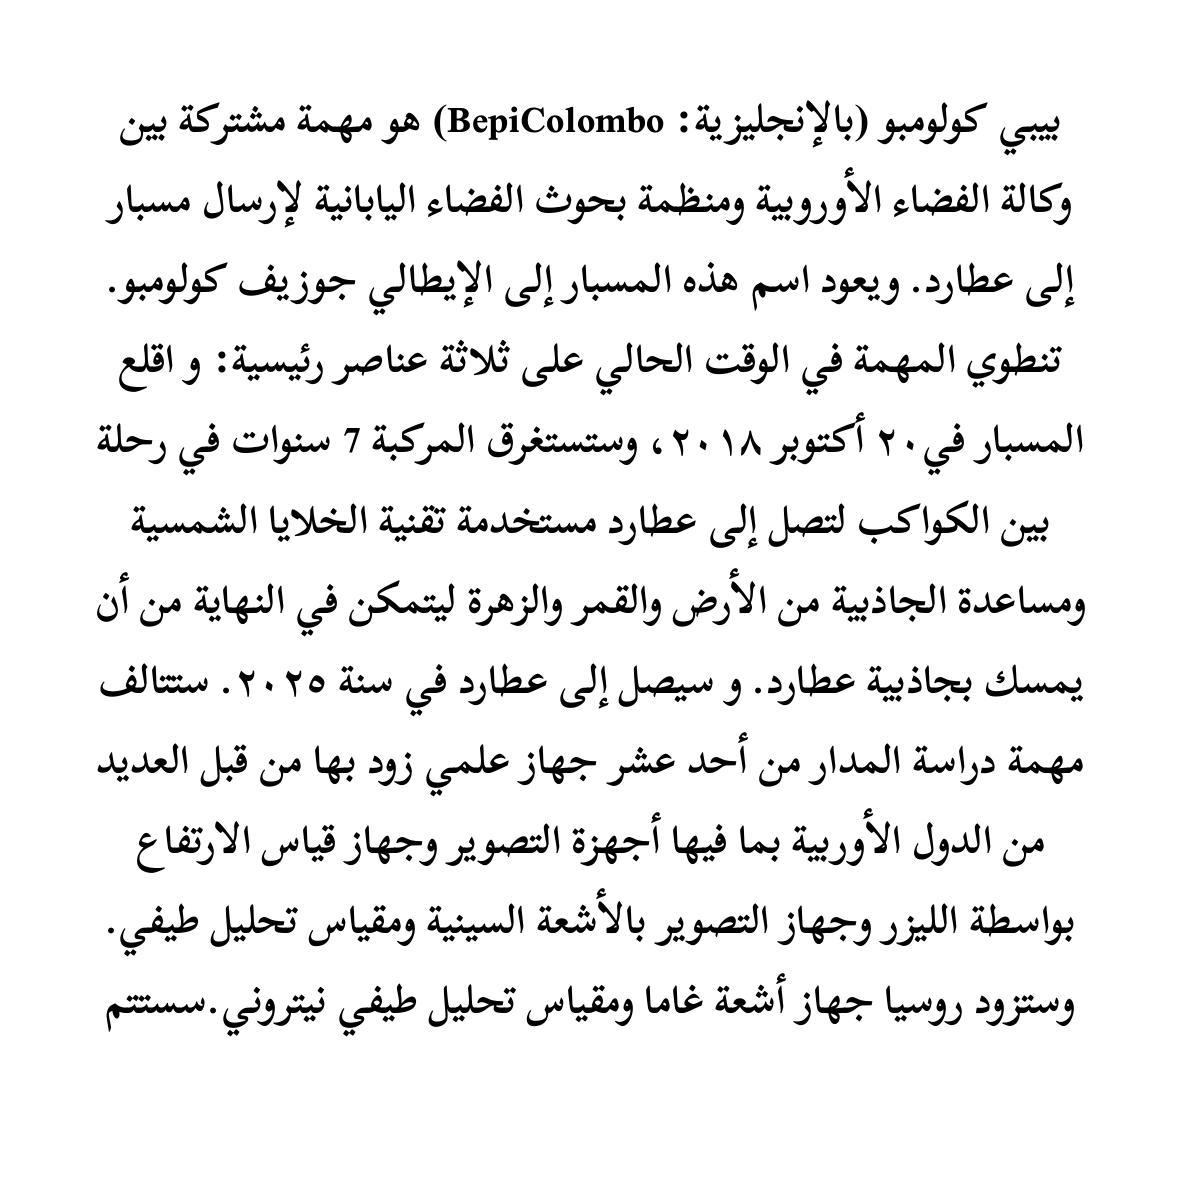 بيبي كولومبو (بالإنجليزية: BepiColombo) هو مهمة مشتركة بين
وكالة الفضاء الأوروبية ومنظمة بحوث الفضاء اليابانية لإرسال مسبار
إلى عطارد. ويعود اسم هذه المسبار إلى الإيطالي جوزيف كولومبو.
تنطوي المهمة في الوقت الحالي على ثلاثة عناصر رئيسية: و اقلع
المسبار في٢٠ أكتوبر ٢٠١٨ ، وستستغرق المركبة 7 سنوات في رحلة
بين الكواكب لتصل إلى عطارد مستخدمة تقنية الخلايا الشمسية
ومساعدة الجاذبية من الأرض والقمر والزهرة ليتمكن في النهاية من أن
يمسك بجاذبية عطارد. و سيصل إلى عطارد في سنة ٢٠٢٥. ستتالف
مهمة دراسة المدار من أحد عشر جهاز علمي زود بها من قبل العديد
من الدول الأوربية بما فيها أجهزة التصوير وجهاز قياس الارتفاع
بواسطة الليزر وجهاز التصوير بالأشعة السينية ومقياس تحليل طيفي.
وستزود روسيا جهاز أشعة غاما ومقياس تحليل طيفي نيتروني.سستتم